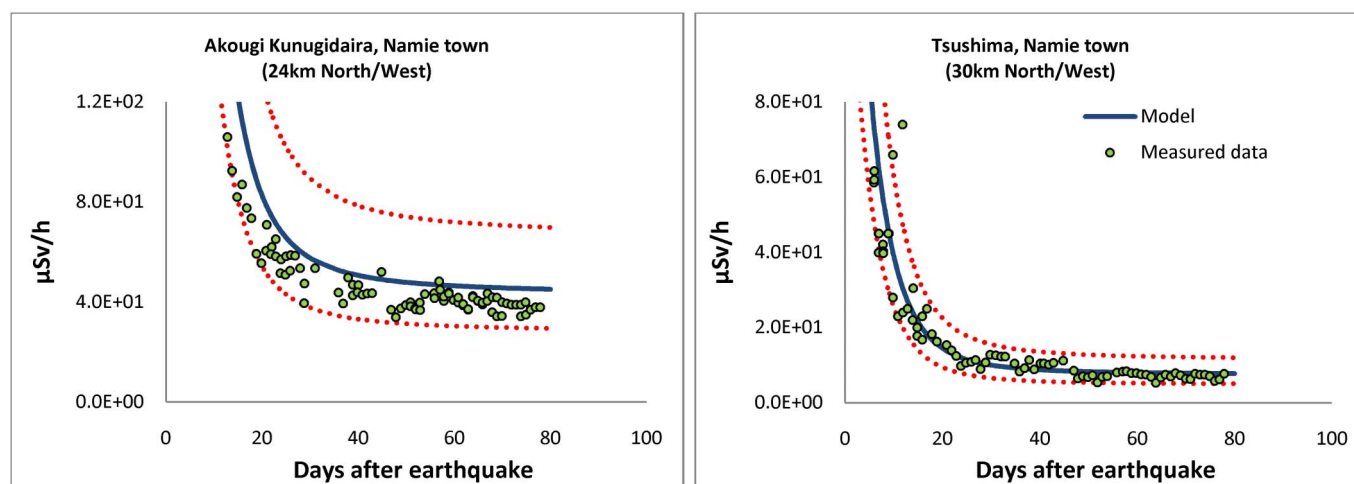 Akougi Kunugidaira, Namie town
(24km North/West)
1.2E+02
8.0E+01
4.0E+01
0.0E+00
µSv/h
0 20 40 60 80 100
Days after earthquake
Tsushima, Namie town
(30km North/West)
8.0E+01
6.0E+01
4.0E+01
2.0E+01
0.0E+00
µSv/h
Model
Measured data
0 20 40 60 80 100
Days after earthquake